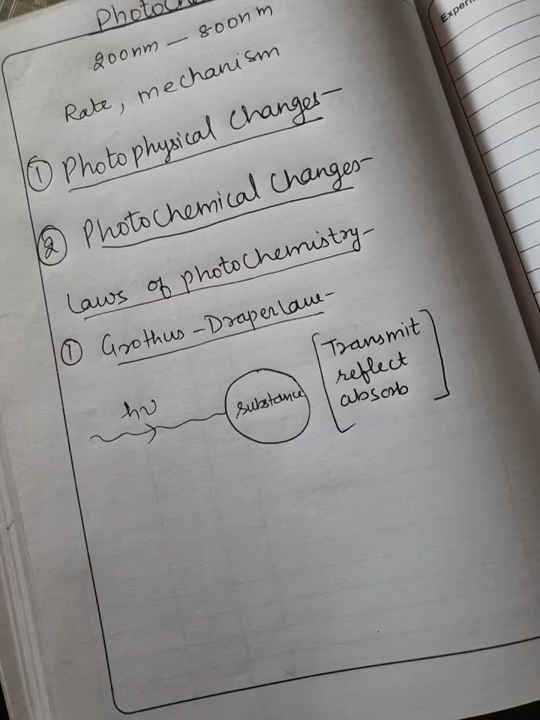 200nm — 800nm
Rate, mechanism
① Photophysical Changes-
② Photochemical Changes-
Laws of photochemistry-
① Grothus-Draper law-
hν
substance
Transmit
reflect
absorb